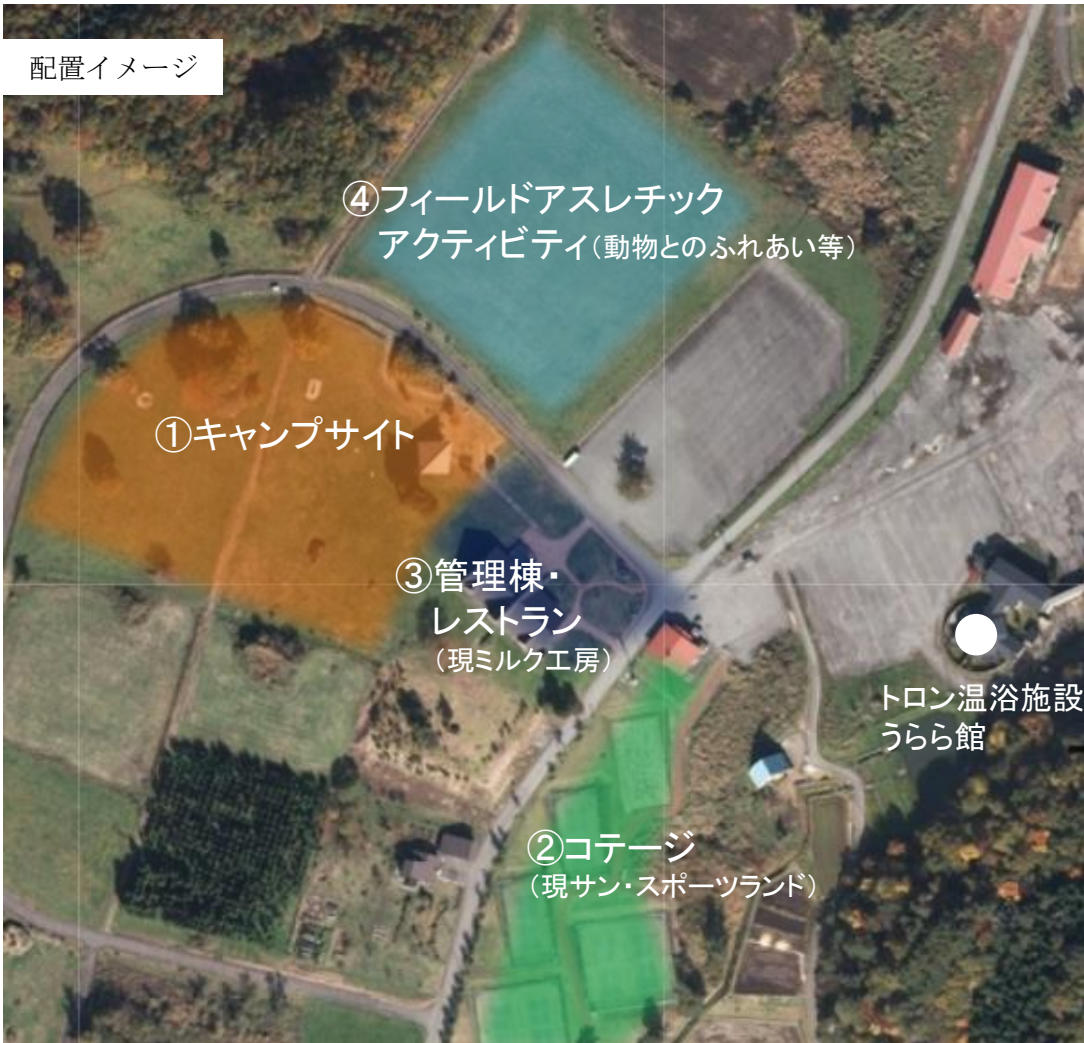 配置イメージ
④フィールドアスレチック
アクティビティ(動物とのふれあい等)
①キャンプサイト
③管理棟・
レストラン
(現ミルク工房)
トロン温浴施設
うらら館
②コテージ
(現サン・スポーツランド)